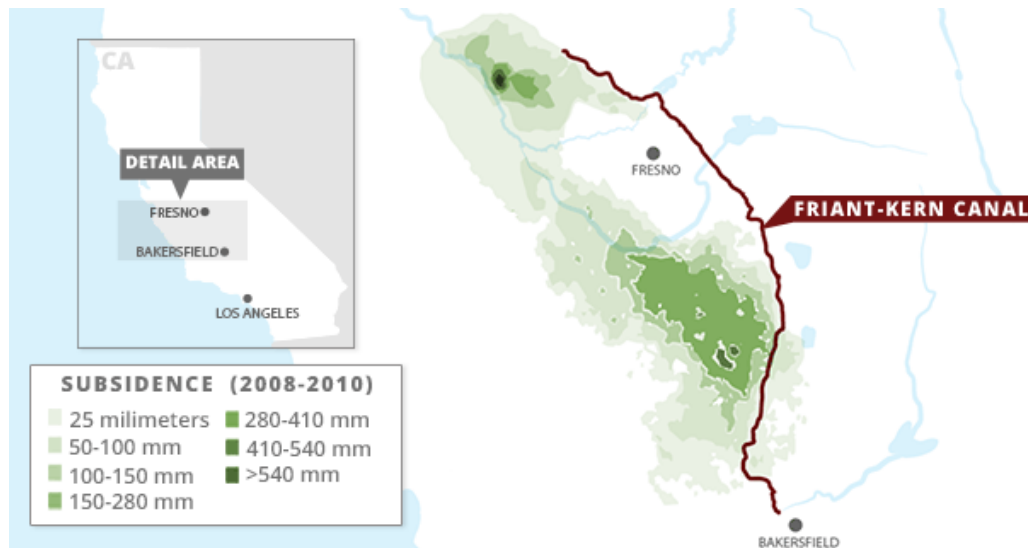 CA
DETAIL AREA
FRESNO
BAKERSFIELD
LOS ANGELES
SUBSIDENCE (2008-2010)
25 milimeters
50-100 mm
100-150 mm
150-280 mm
280-410 mm
410-540 mm
>540 mm
FRESNO
FRIANT-KERN CANAL
BAKERSFIELD